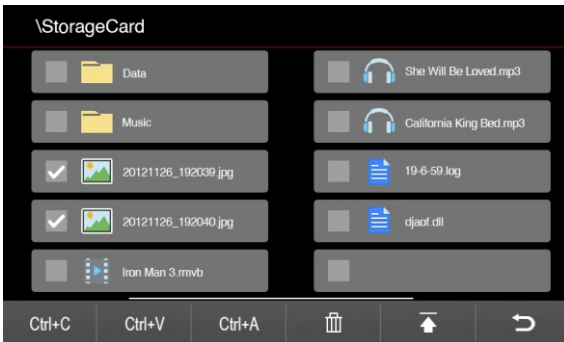 \StorageCard
Data
Music
20121126_192039.jpg
20121126_192040.jpg
Iron Man 3.rmvb
She Will Be Loved.mp3
California King Bed.mp3
19-6-59.log
djaof.dll
Ctrl+C
Ctrl+V
Ctrl+A